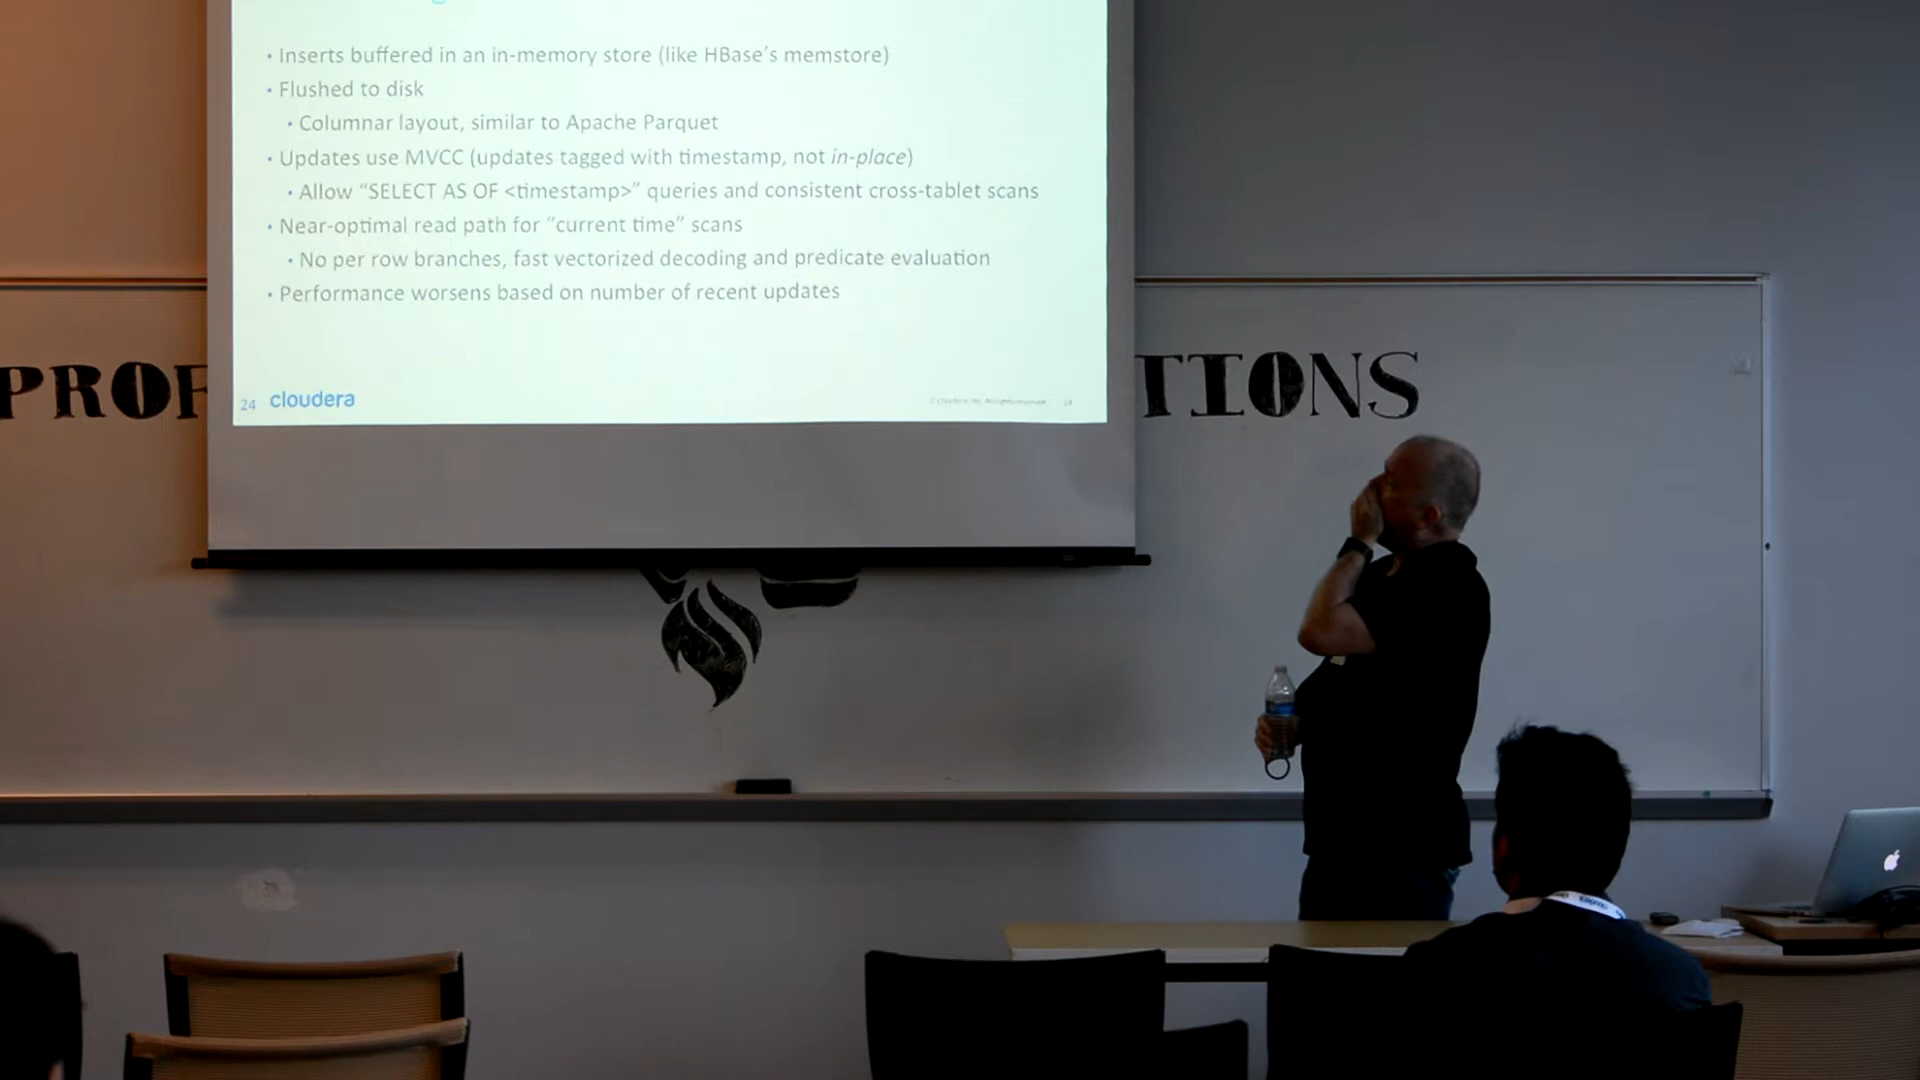 • Inserts buffered in an in-memory store (like HBase's memstore)
• Flushed to disk
• Columnar layout, similar to Apache Parquet
• Updates use MVCC (updates tagged with timestamp, not in-place)
• Allow “SELECT AS OF <timestamp>” queries and consistent cross-tablet scans
• Near-optimal read path for “current time” scans
• No per row branches, fast vectorized decoding and predicate evaluation
• Performance worsens based on number of recent updates
24 cloudera
PROF
TIONS